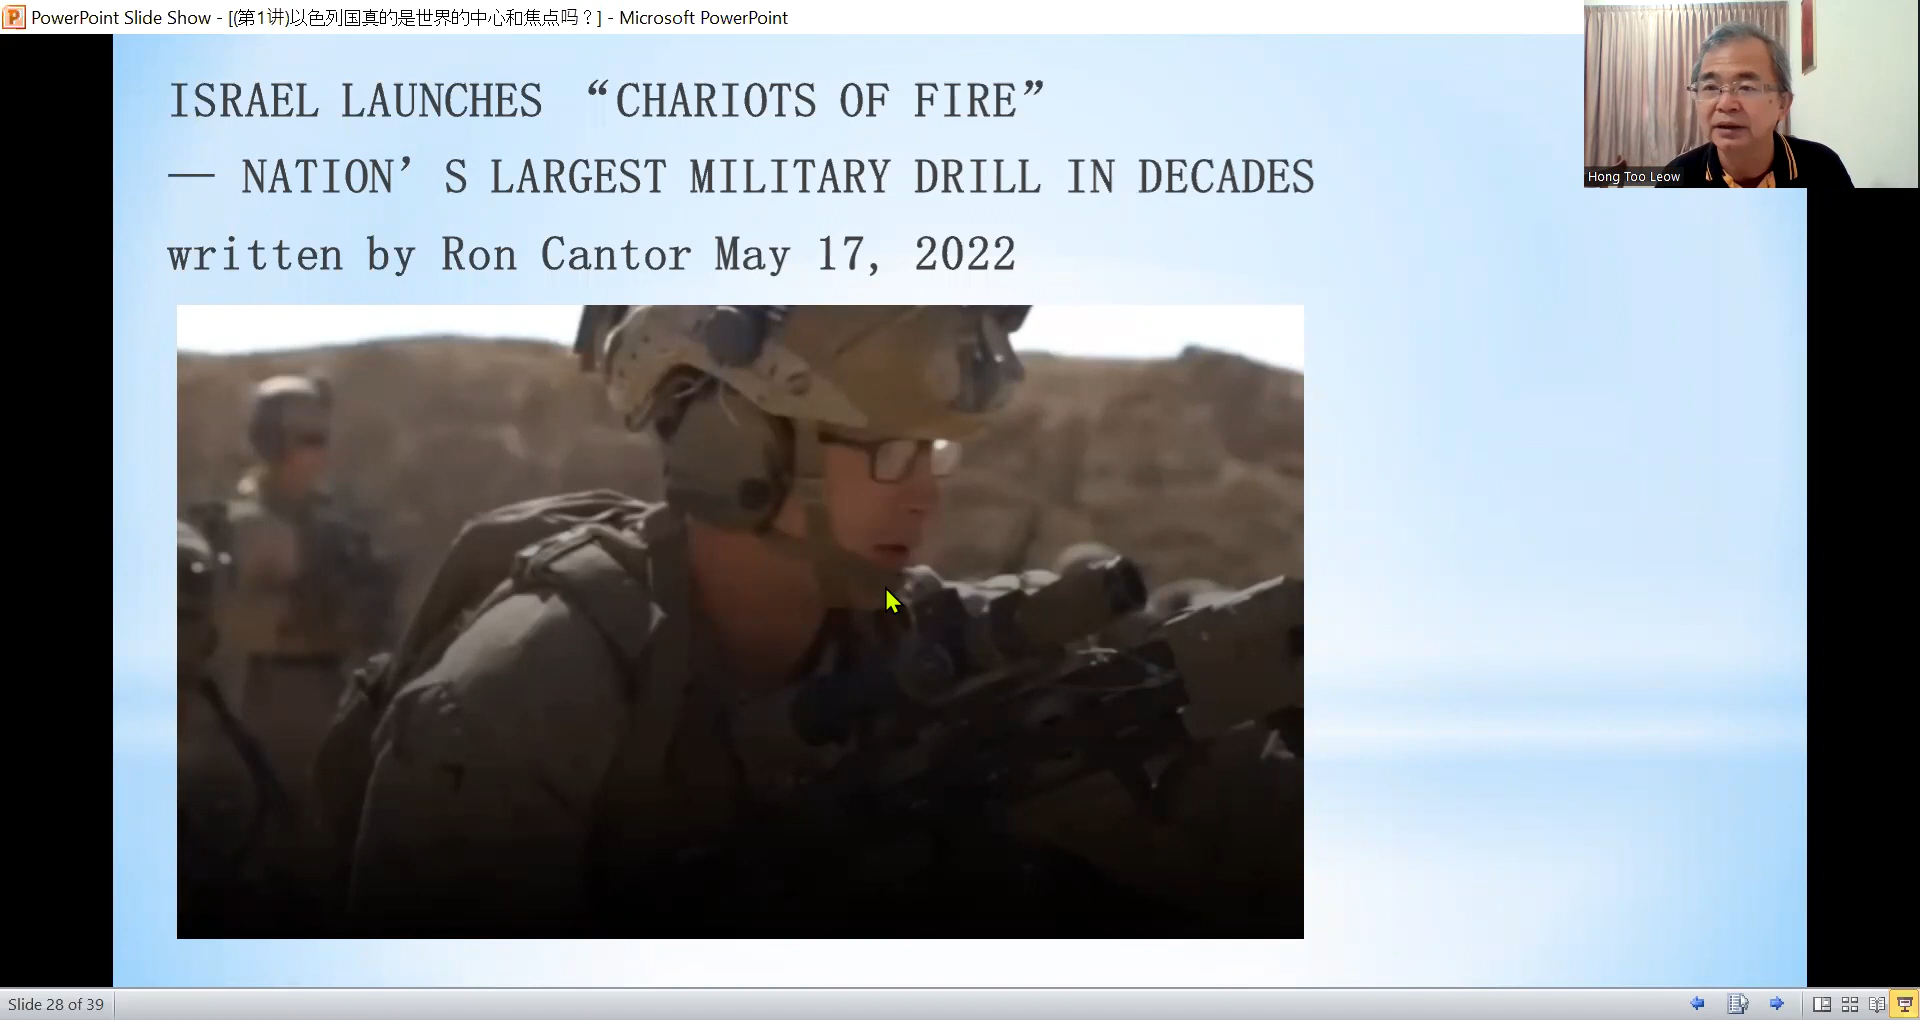 PowerPoint Slide Show - [(第1讲)以色列国真的是世界的中心和焦点吗？] - Microsoft PowerPoint
ISRAEL LAUNCHES “CHARIOTS OF FIRE”
— NATION’S LARGEST MILITARY DRILL IN DECADES
written by Ron Cantor May 17, 2022
Hong Too Leow
Slide 28 of 39